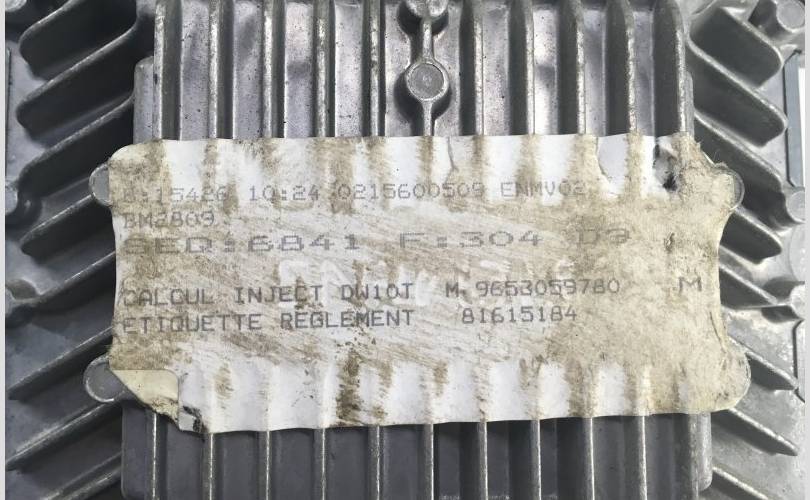 15426 10:24 0215600509 ENMV02
BM2809
SEQ:6841 F:304 D3
CALCUL INJECT DW10T M 9653059780 M
ETIQUETTE REGLEMENT 81615184